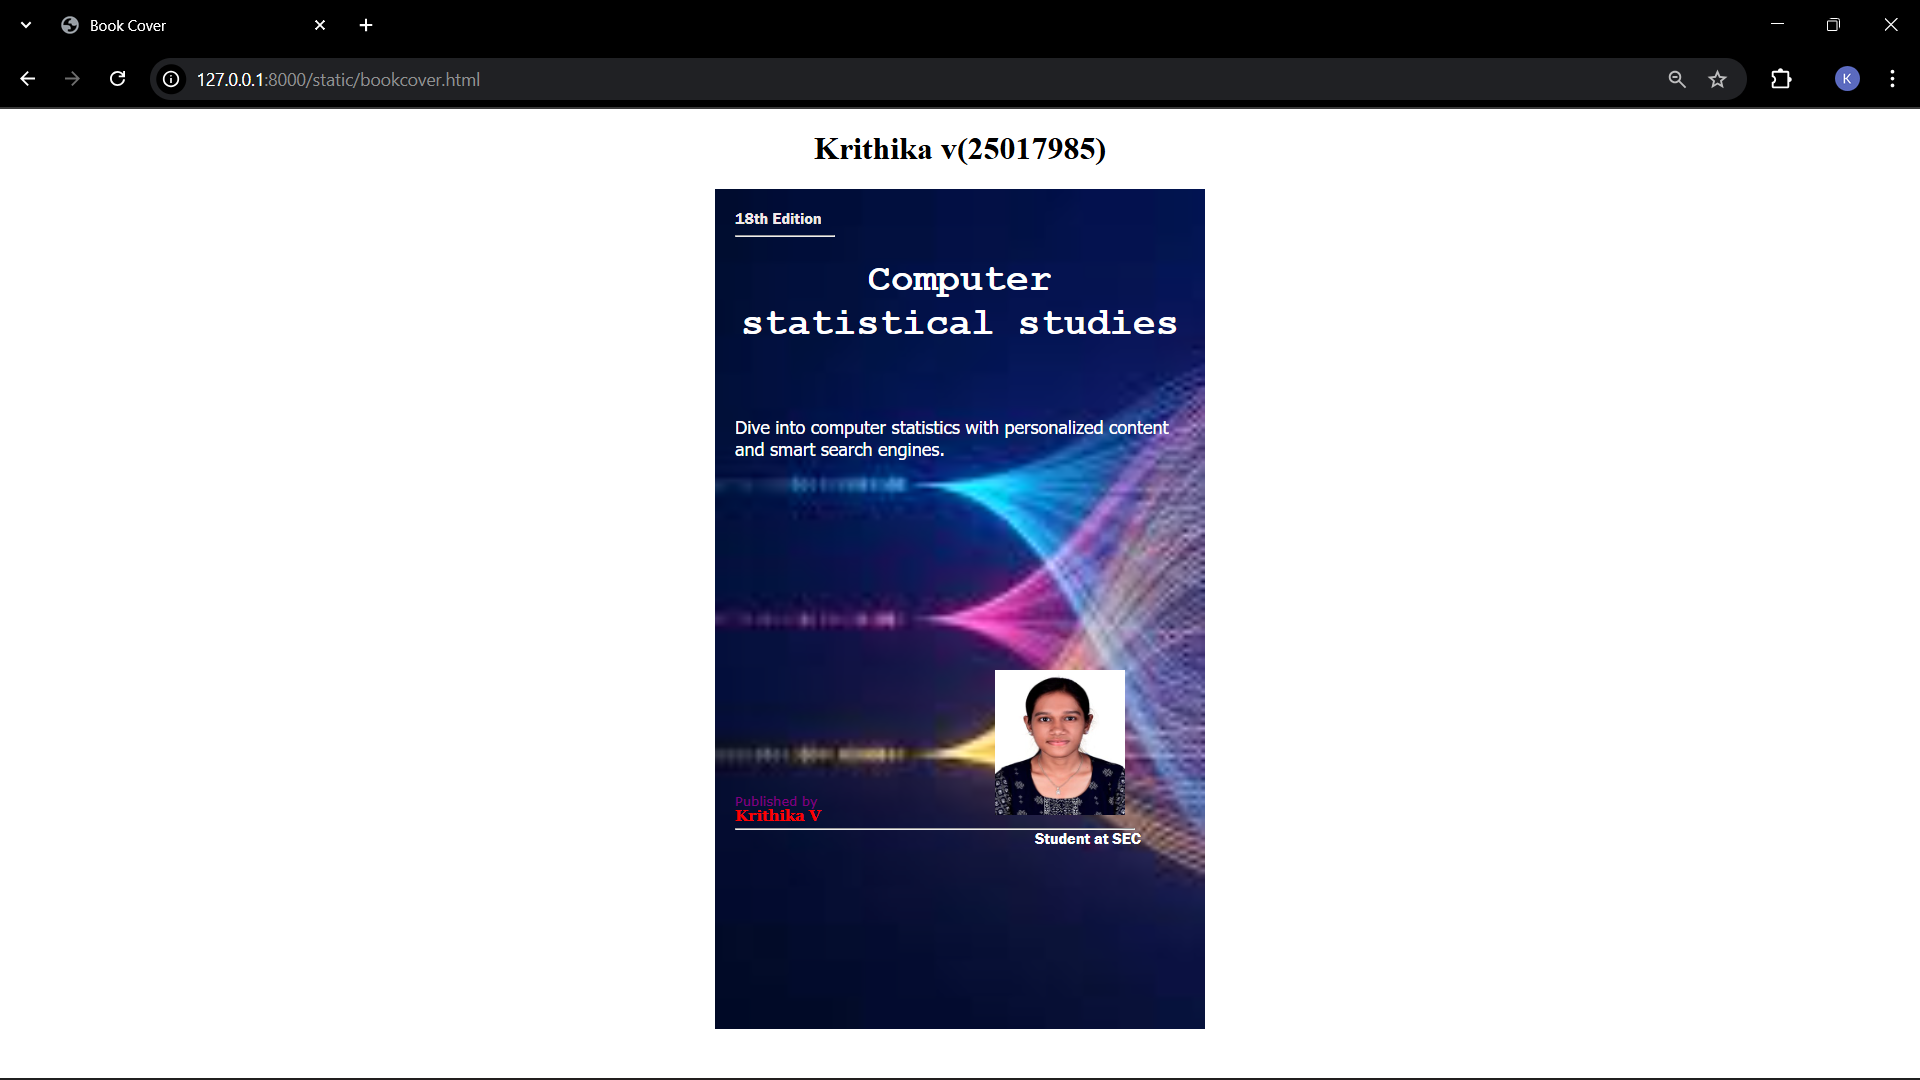 Book Cover
127.0.0.1:8000/static/bookcover.html
K
Krithika v(25017985)
18th Edition
Computer
statistical studies
Dive into computer statistics with personalized content
and smart search engines.
Published by
Krithika V
Student at SEC